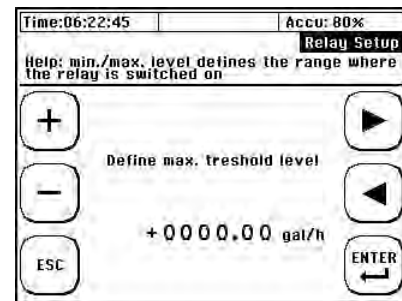 Time:06:22:45 Accu: 80%
Relay Setup
Help: min./max. level defines the range where
the relay is switched on
+
Define max. treshold level
−
+0000.00 gal/h
ESC
ENTER